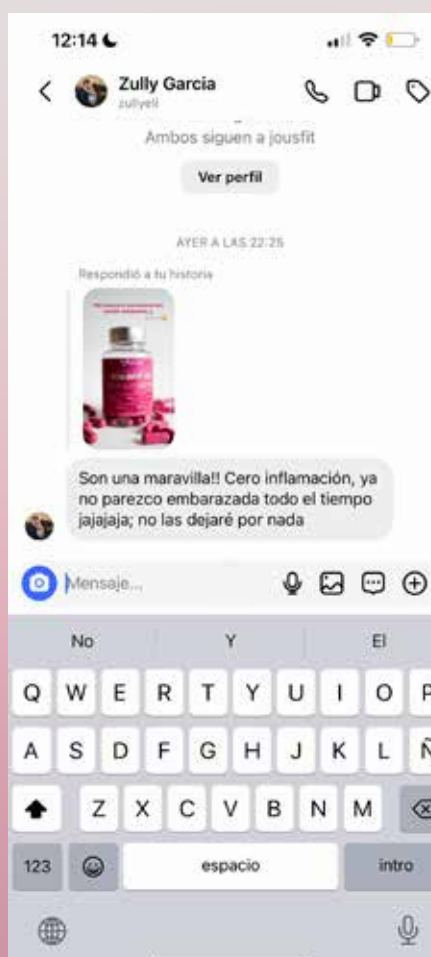 12:14
Zully Garcia
zullyell
Ambos siguen a jousfit
Ver perfil
AYER A LAS 22:25
Respondió a tu historia
Son una maravilla!! Cero inflamación, ya
no parezco embarazada todo el tiempo
jajajaja; no las dejaré por nada
Mensaje...
No Y El
Q W E R T Y U I O P
A S D F G H J K L Ñ
Z X C V B N M
123 espacio intro